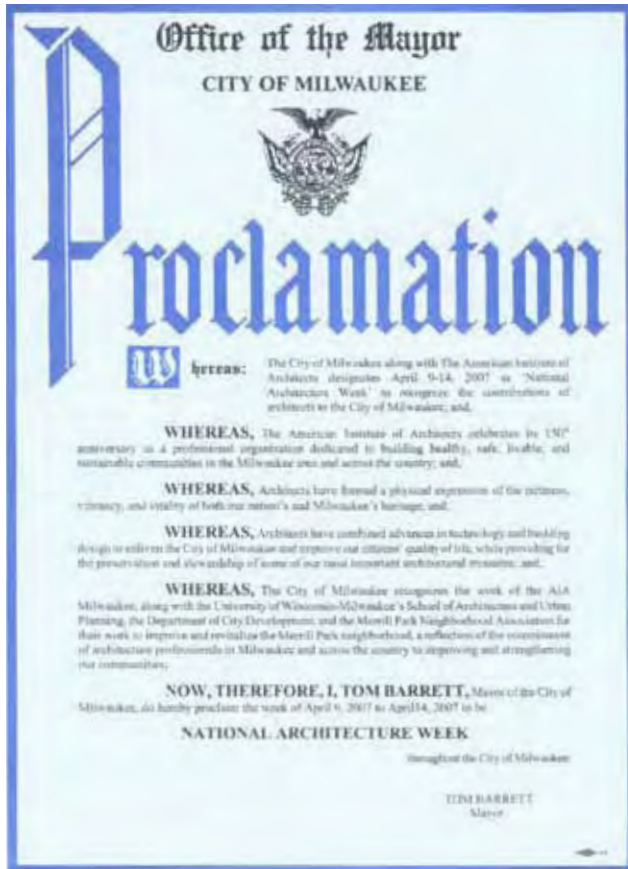 Office of the Mayor
CITY OF MILWAUKEE
Proclamation
Whereas: The City of Milwaukee along with The American Institute of
Architects designates April 9-14, 2007 as 'National
Architecture Week' to recognize the contributions of
architects to the City of Milwaukee; and,
WHEREAS, The American Institute of Architects celebrates its 150th
anniversary as a professional organization dedicated to building healthy, safe, livable, and
sustainable communities in the Milwaukee area and across the country; and,
WHEREAS, Architects have formed a physical expression of the richness,
vibrancy, and vitality of both our nation's and Milwaukee's heritage; and,
WHEREAS, Architects have combined advances in technology and building
design to enliven the City of Milwaukee and improve our citizens' quality of life, while providing for
the preservation and stewardship of some of our most important architectural treasures; and,
WHEREAS, The City of Milwaukee recognizes the work of the AIA
Milwaukee, along with the University of Wisconsin-Milwaukee's School of Architecture and Urban
Planning, the Department of City Development, and the Merrill Park Neighborhood Association for
their work to improve and revitalize the Merrill Park neighborhood, a reflection of the commitment
of architecture professionals in Milwaukee and across the country to improving and strengthening
our communities;
NOW, THEREFORE, I, TOM BARRETT, Mayor of the City of
Milwaukee, do hereby proclaim the week of April 9, 2007 to April 14, 2007 to be
NATIONAL ARCHITECTURE WEEK
throughout the City of Milwaukee
TOM BARRETT
Mayor